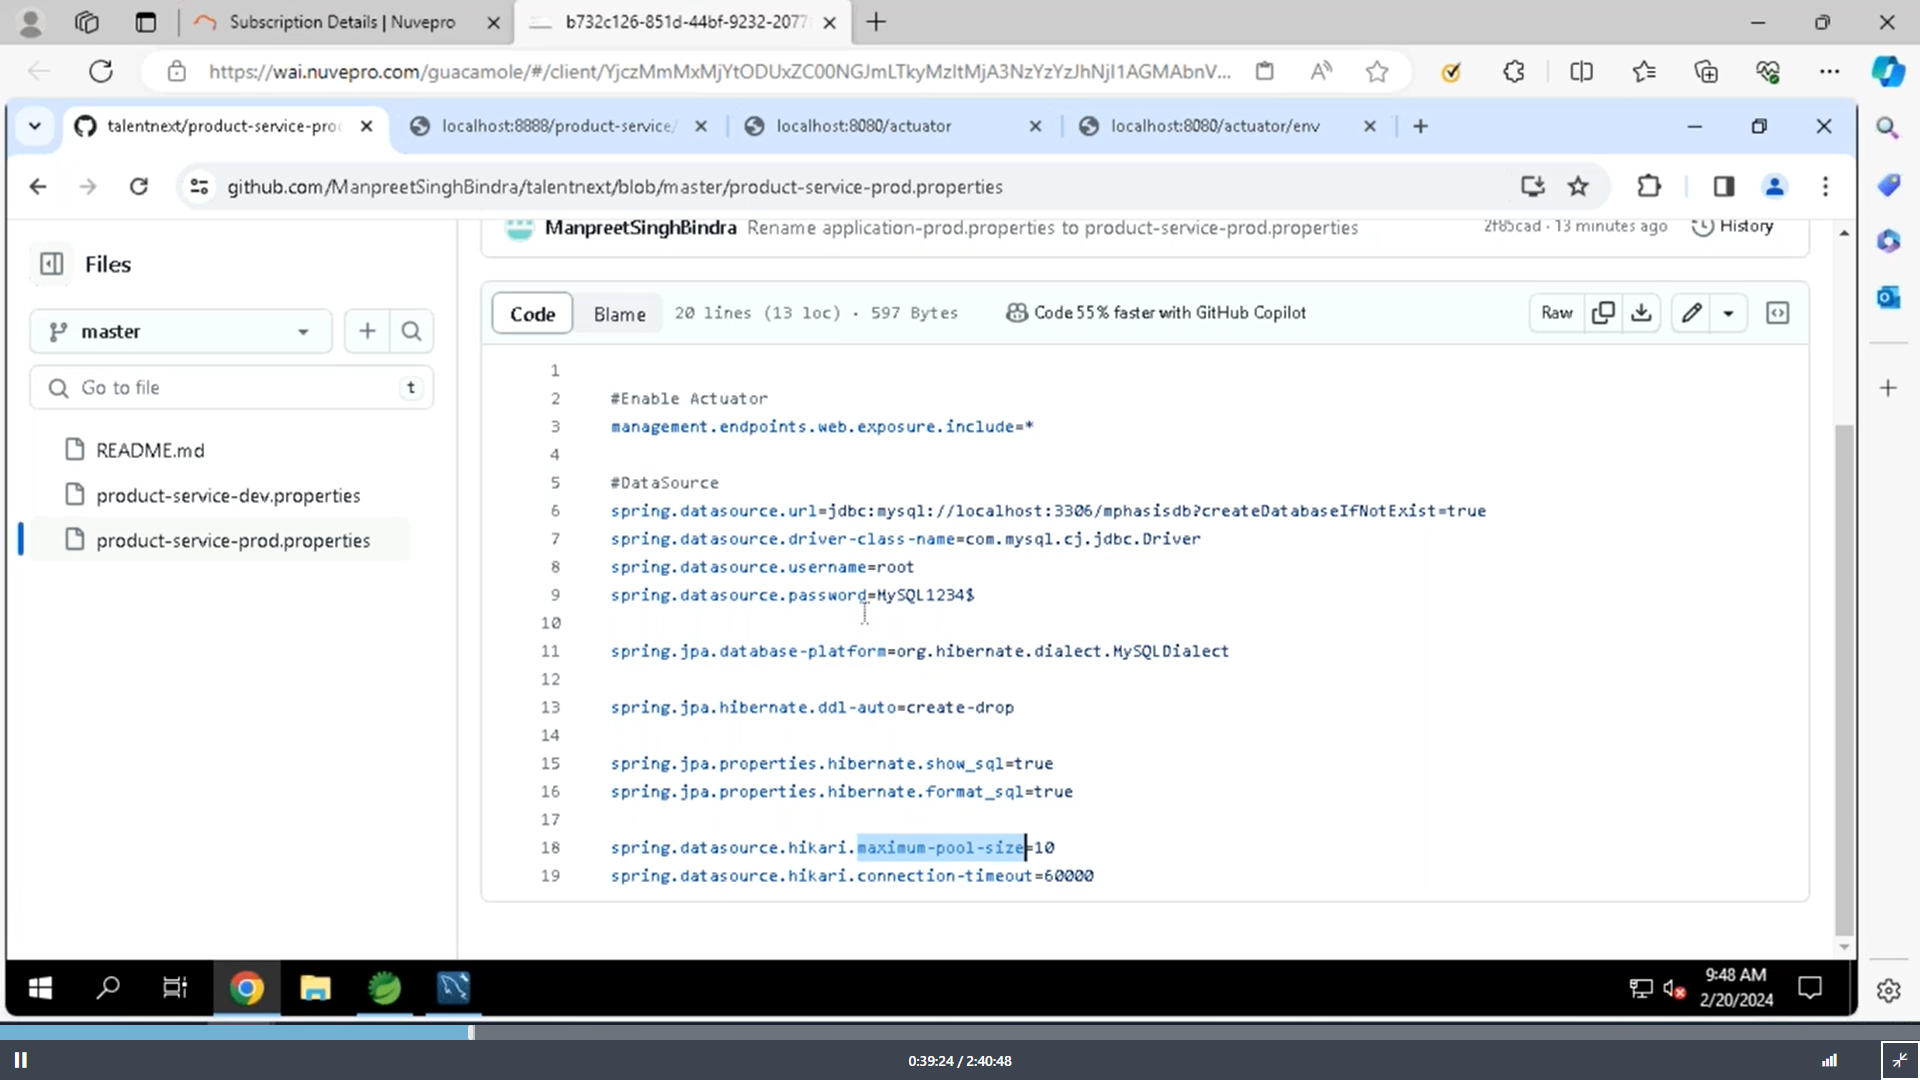 Subscription Details | Nuvepro
b732c126-851d-44bf-9232-2077
https://wai.nuvepro.com/guacamole/#/client/YjczMmMxMjYtODUxZC00NGJmLTkyMzItMjA3NzYzYzJhNjI1AGMAbnV...
talentnext/product-service-pro
localhost:8888/product-service/
localhost:8080/actuator
localhost:8080/actuator/env
github.com/ManpreetSinghBindra/talentnext/blob/master/product-service-prod.properties
ManpreetSinghBindra Rename application-prod.properties to product-service-prod.properties
2f85cad · 13 minutes ago
History
Files
master
Go to file
t
README.md
product-service-dev.properties
product-service-prod.properties
Code
Blame
20 lines (13 loc) · 597 Bytes
Code 55% faster with GitHub Copilot
Raw
1
2 #Enable Actuator
3 management.endpoints.web.exposure.include=*
4
5 #DataSource
6 spring.datasource.url=jdbc:mysql://localhost:3306/mphasisdb?createDatabaseIfNotExist=true
7 spring.datasource.driver-class-name=com.mysql.cj.jdbc.Driver
8 spring.datasource.username=root
9 spring.datasource.password=MySQL1234$
10
11 spring.jpa.database-platform=org.hibernate.dialect.MySQLDialect
12
13 spring.jpa.hibernate.ddl-auto=create-drop
14
15 spring.jpa.properties.hibernate.show_sql=true
16 spring.jpa.properties.hibernate.format_sql=true
17
18 spring.datasource.hikari.maximum-pool-size=10
19 spring.datasource.hikari.connection-timeout=60000
9:48 AM
2/20/2024
0:39:24 / 2:40:48